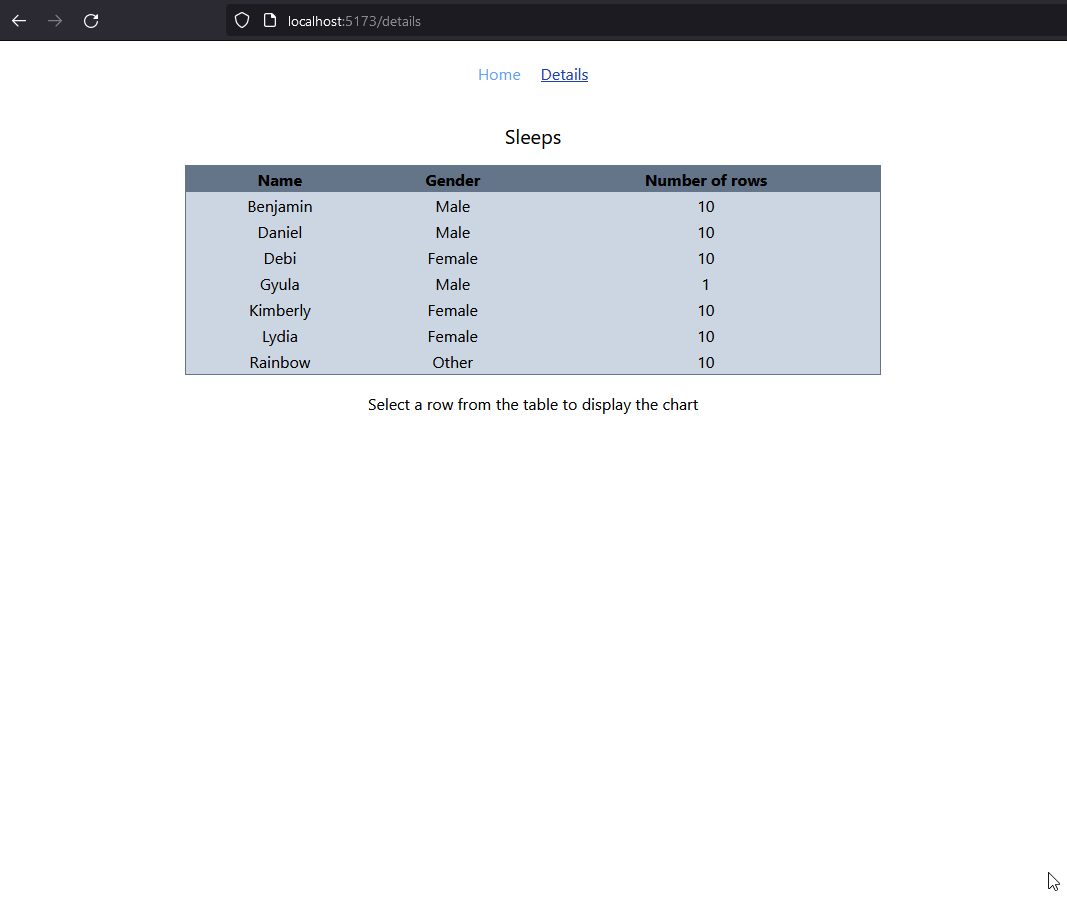 localhost:5173/details
Home Details
Sleeps
Name Gender Number of rows
Benjamin Male 10
Daniel Male 10
Debi Female 10
Gyula Male 1
Kimberly Female 10
Lydia Female 10
Rainbow Other 10
Select a row from the table to display the chart